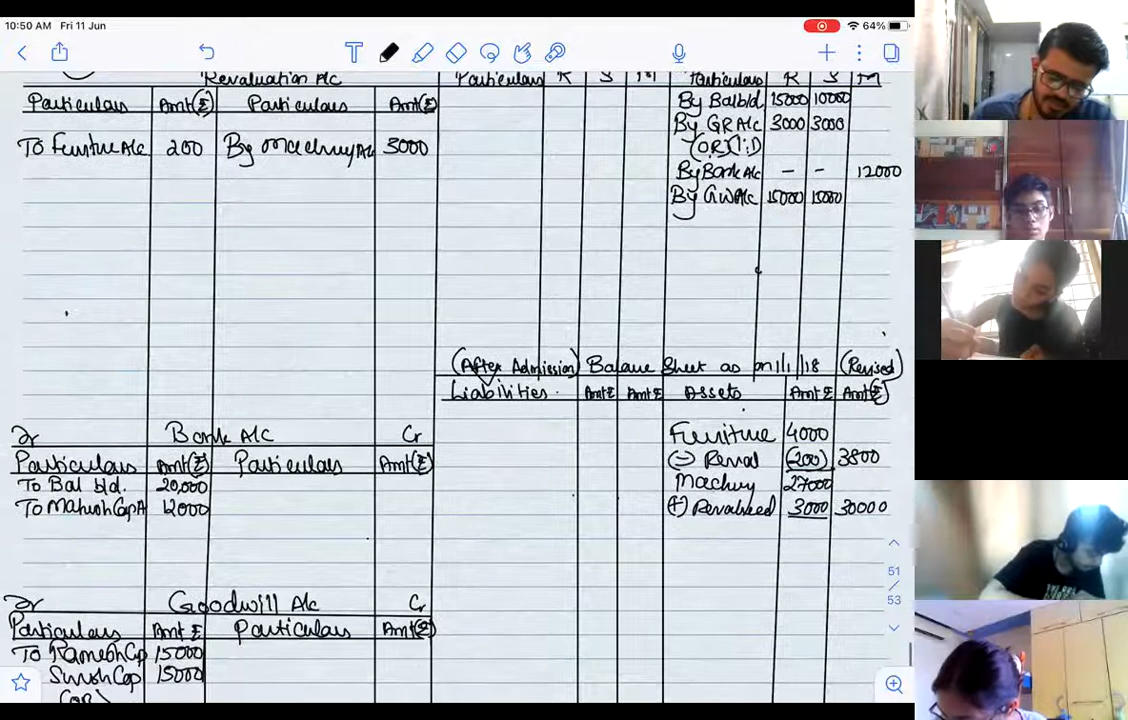 10:50 AM Fri 11 Jun
64%
Revaluation A/c
Particulars Amt(₹) Particulars Amt(₹)
To Furniture A/c 200 By Machinery A/c 3000
Particulars R S M Particulars R S M
By Bal b/d 15000 10000
By GR A/c 3000 3000
(O.R) (1:1)
By Bank A/c - - 12000
By G/W A/c 15000 15000
(After Admission) Balance Sheet as on 1/1/18 (Revised)
Liabilities Amt₹ Amt₹ Assets Amt₹ Amt(₹)
Furniture 4000
(-) Reval (200) 3800
Machinry 27000
(+) Revalued 3000 30000
Dr Bank A/c Cr
Particulars Amt(₹) Particulars Amt(₹)
To Bal b/d. 20,000
To Mahesh Cap A 12000
Dr Goodwill A/c Cr
Particulars Amt ₹ Particulars Amt(₹)
To Ramesh Cap 15000
Suresh Cap 15000
51
/
53